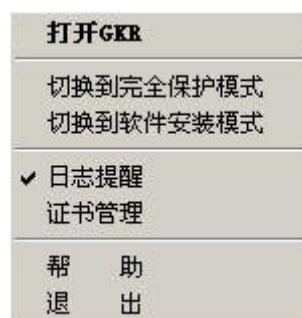 打开GKR
切换到完全保护模式
切换到软件安装模式
日志提醒
证书管理
帮　　助
退　　出